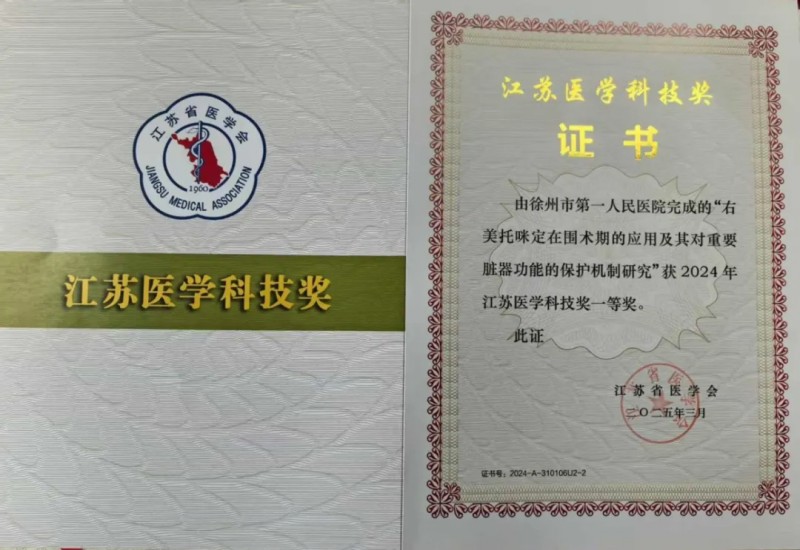 江苏省医学会
1960
JIANGSU MEDICAL ASSOCIATION
江苏医学科技奖
江苏医学科技奖
证书
由徐州市第一人民医院完成的“右
美托咪定在围术期的应用及其对重要
脏器功能的保护机制研究”获 2024 年
江苏医学科技奖一等奖。
此证
江苏省医学会
二〇二五年三月
证书号：2024-A-310106U2-2